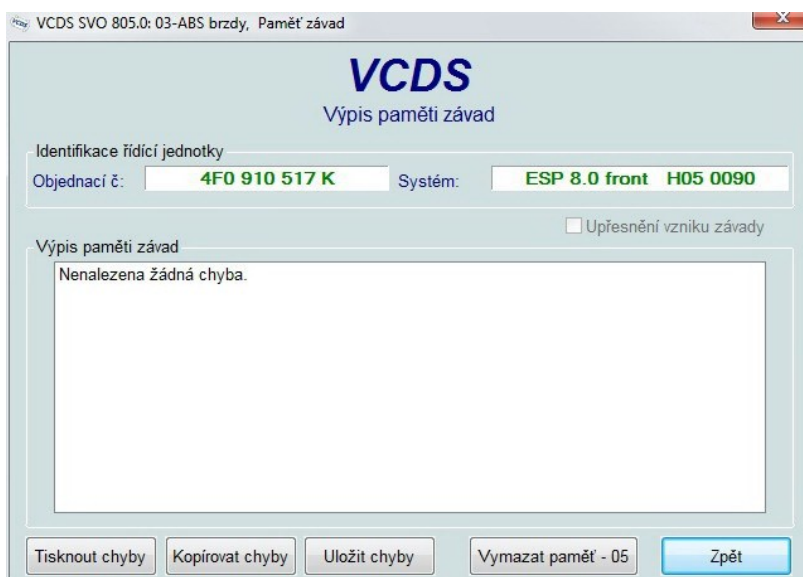 VCDS SVO 805.0: 03-ABS brzdy, Paměť závad
VCDS
Výpis paměti závad
Identifikace řídící jednotky
Objednací č: 4F0 910 517 K Systém: ESP 8.0 front H05 0090
Upřesnění vzniku závady
Výpis paměti závad
Nenalezena žádná chyba.
Tisknout chyby Kopírovat chyby Uložit chyby Vymazat paměť - 05 Zpět